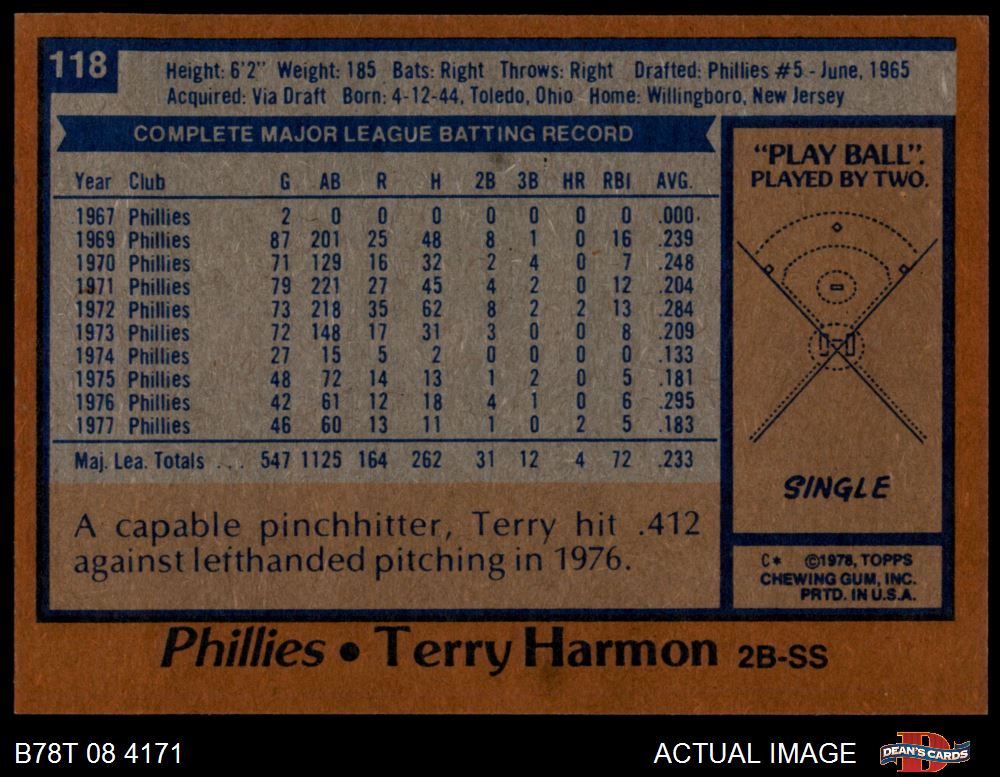 118
Height: 6'2" Weight: 185 Bats: Right Throws: Right Drafted: Phillies #5 - June, 1965
Acquired: Via Draft Born: 4-12-44, Toledo, Ohio Home: Willingboro, New Jersey
COMPLETE MAJOR LEAGUE BATTING RECORD
Year Club G AB R H 2B 3B HR RBI AVG.
1967 Phillies 2 0 0 0 0 0 0 0 .000
1969 Phillies 87 201 25 48 8 1 0 16 .239
1970 Phillies 71 129 16 32 2 4 0 7 .248
1971 Phillies 79 221 27 45 4 2 0 12 .204
1972 Phillies 73 218 35 62 8 2 2 13 .284
1973 Phillies 72 148 17 31 3 0 0 8 .209
1974 Phillies 27 15 5 2 0 0 0 0 .133
1975 Phillies 48 72 14 13 1 2 0 5 .181
1976 Phillies 42 61 12 18 4 1 0 6 .295
1977 Phillies 46 60 13 11 1 0 2 5 .183
Maj. Lea. Totals . . . 547 1125 164 262 31 12 4 72 .233
A capable pinchhitter, Terry hit .412
against lefthanded pitching in 1976.
"PLAY BALL".
PLAYED BY TWO.
SINGLE
C* ©1978, TOPPS
CHEWING GUM, INC.
PRTD. IN U.S.A.
Phillies • Terry Harmon 2B-SS
B78T 08 4171
ACTUAL IMAGE
DEAN'S CARDS